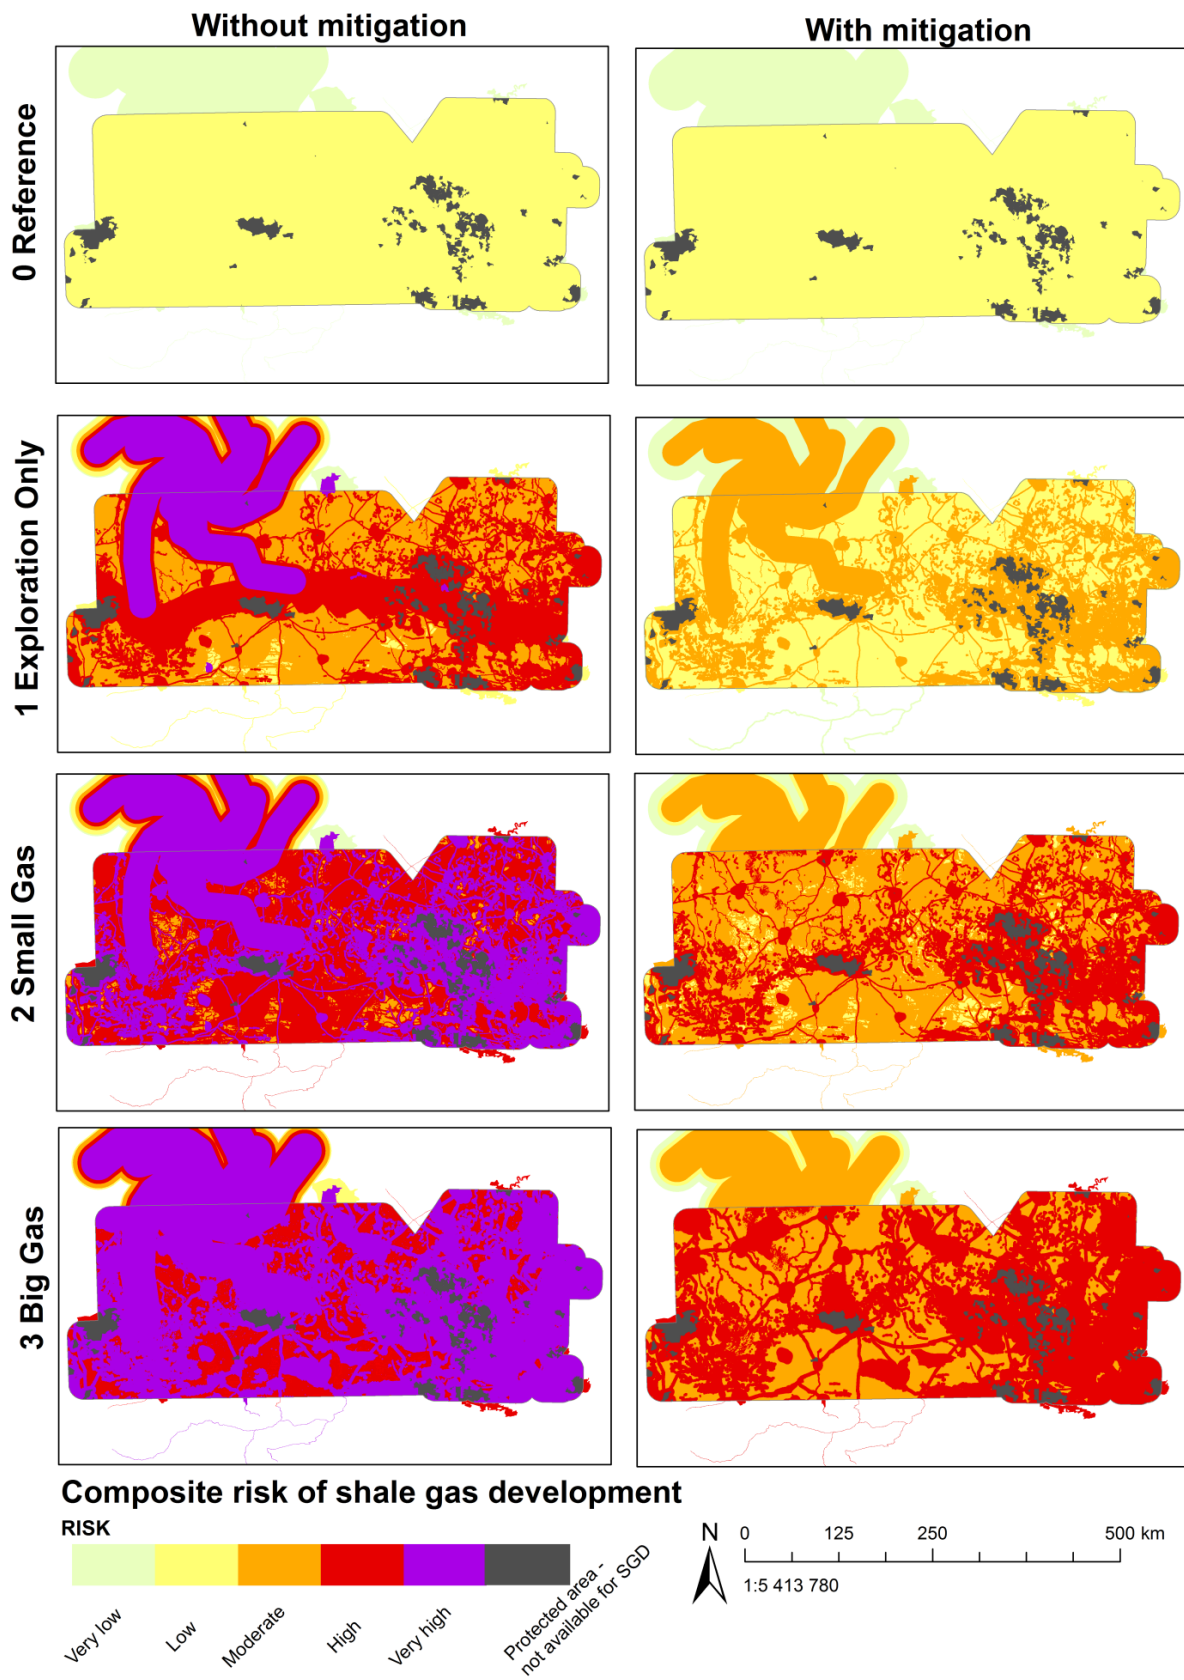 Without mitigation
With mitigation
0 Reference
1 Exploration Only
2 Small Gas
3 Big Gas
Composite risk of shale gas development
RISK
Very low
Low
Moderate
High
Very high
Protected area -
not available for SGD
N
0 125 250 500 km
1:5 413 780